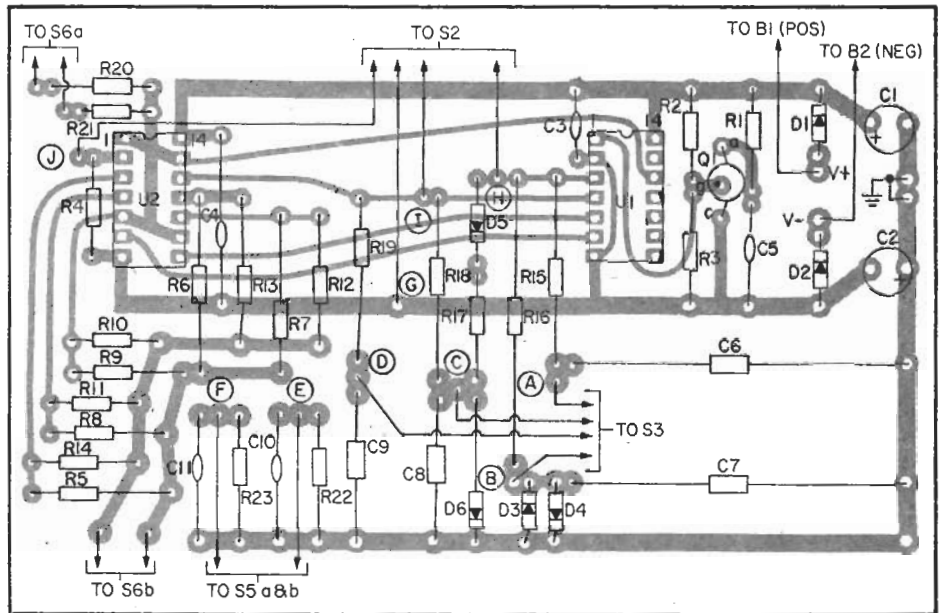 TO S6a
TO S2
TO B1 (POS)
TO B2 (NEG)
R20
R21
J
1
14
U2
C4
R4
C3
1
14
U1
R2
R1
Q
a
g
c
D1
C1
+
V+
V-
R3
C5
D2
C2
+
H
I
D5
R19
G
R18
R15
R6
R13
R7
R12
R17
R16
R10
R9
R11
R8
R14
R5
F
E
D
C
A
C6
TO S3
C11
R23
C10
R22
C9
C8
B
D6
D3
D4
C7
TO S6b
TO S5 a&b